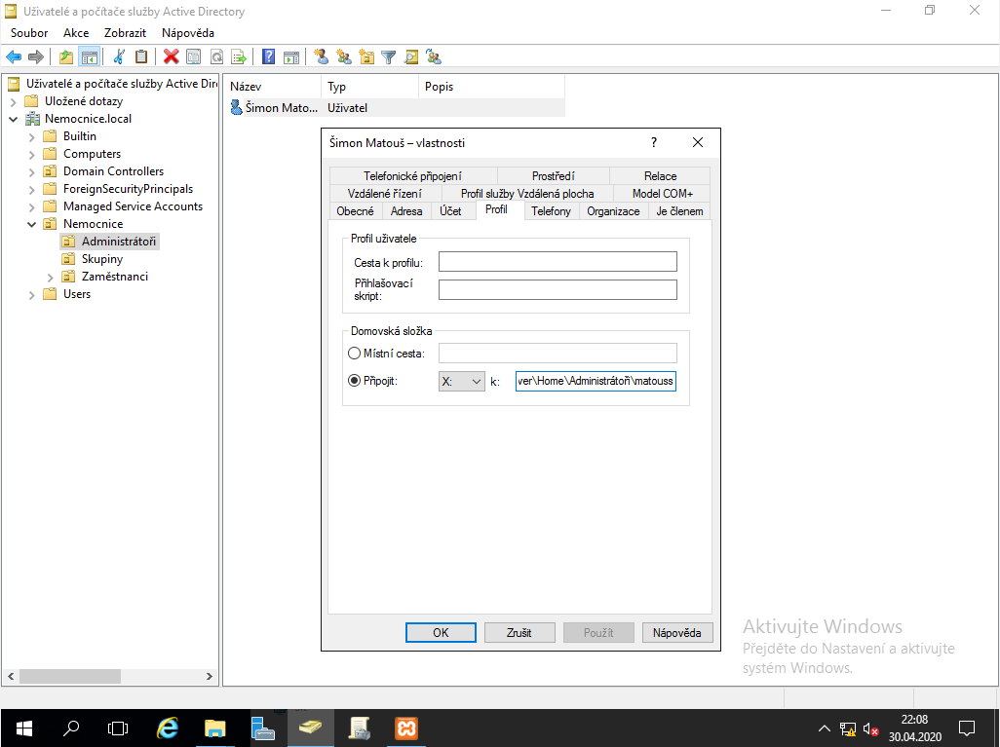 Uživatelé a počítače služby Active Directory
Soubor Akce Zobrazit Nápověda
Uživatelé a počítače služby Active Dire
Uložené dotazy
Nemocnice.local
Builtin
Computers
Domain Controllers
ForeignSecurityPrincipals
Managed Service Accounts
Nemocnice
Administrátoři
Skupiny
Zaměstnanci
Users
Název Typ Popis
Šimon Mato... Uživatel
Šimon Matouš – vlastnosti ?
Telefonické připojení Prostředí Relace
Vzdálené řízení Profil služby Vzdálená plocha Model COM+
Obecné Adresa Účet Profil Telefony Organizace Je členem
Profil uživatele
Cesta k profilu:
Přihlašovací
skript:
Domovská složka
Místní cesta:
Připojit: X: k: ver\Home\Administrátoři\matouss
OK Zrušit Použít Nápověda
Aktivujte Windows
Přejděte do Nastavení a aktivujte
systém Windows.
22:08
30.04.2020